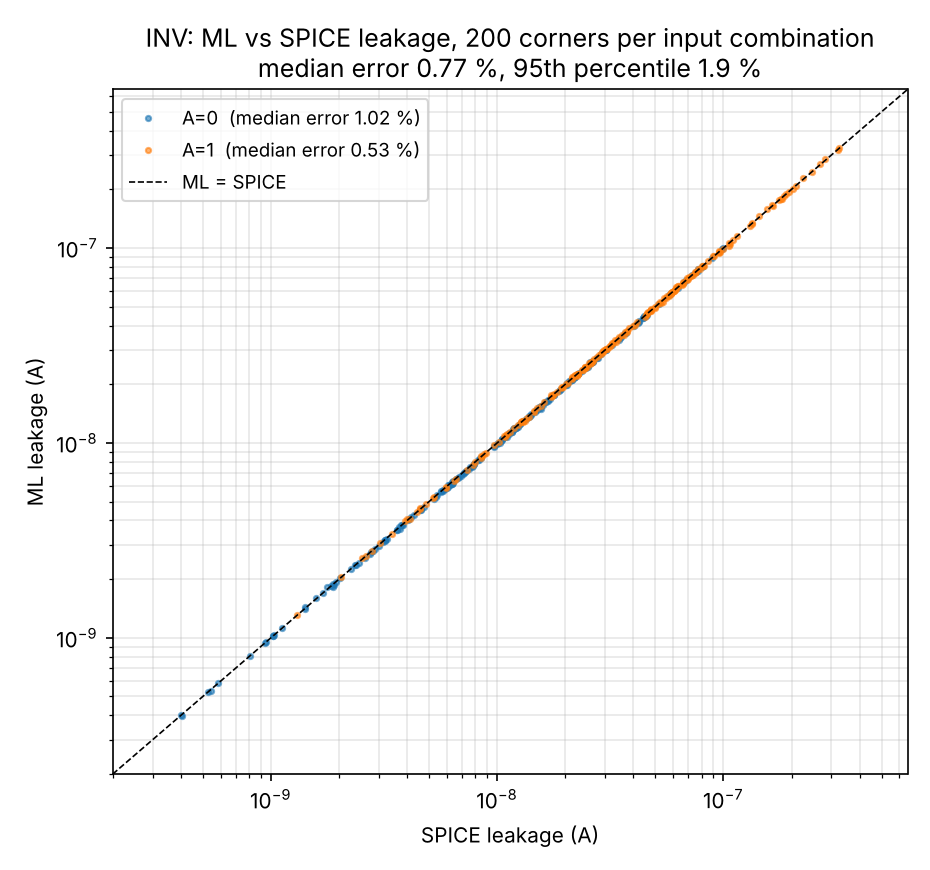 INV: ML vs SPICE leakage, 200 corners per input combination
median error 0.77 %, 95th percentile 1.9 %
A=0 (median error 1.02 %)
A=1 (median error 0.53 %)
ML = SPICE
ML leakage (A)
10⁻⁷
10⁻⁸
10⁻⁹
10⁻⁹
10⁻⁸
10⁻⁷
SPICE leakage (A)